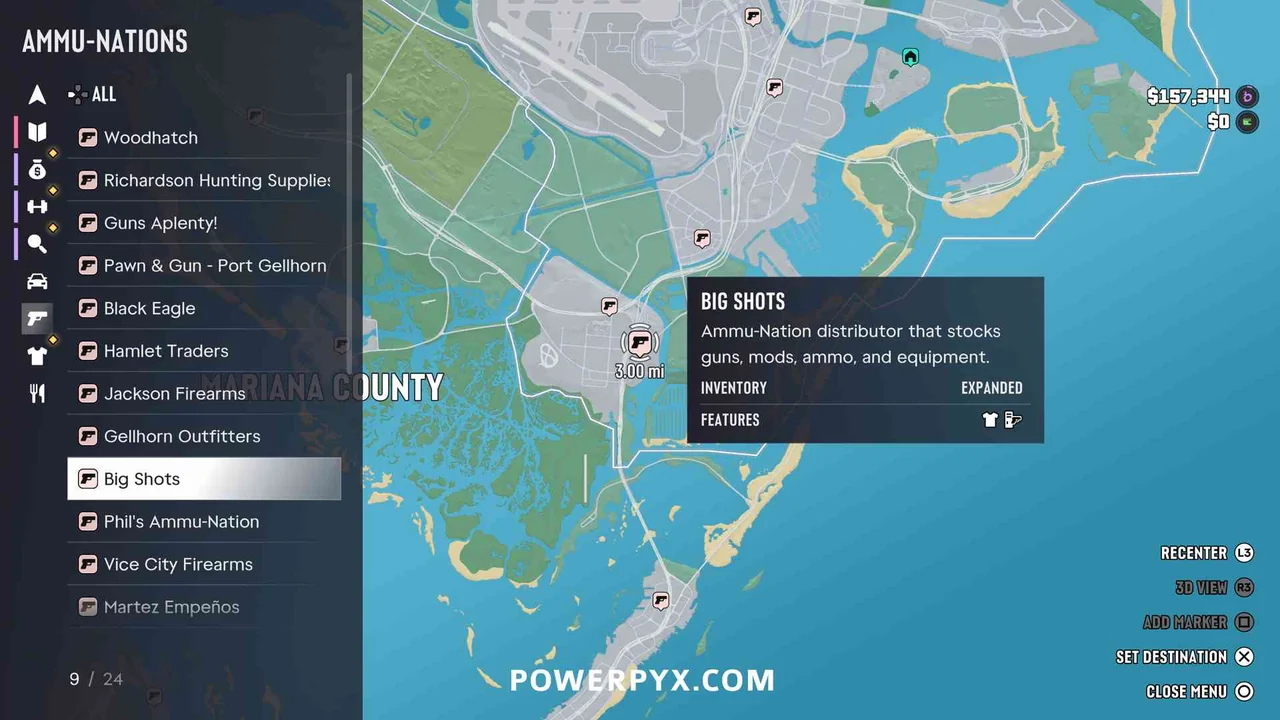 AMMU-NATIONS
ALL
Woodhatch
Richardson Hunting Supplies
Guns Aplenty!
Pawn & Gun - Port Gellhorn
Black Eagle
Hamlet Traders
Jackson Firearms
Gellhorn Outfitters
Big Shots
Phil's Ammu-Nation
Vice City Firearms
Martez Empeños
9 / 24
MARIANA COUNTY
3.00 mi
BIG SHOTS
Ammu-Nation distributor that stocks
guns, mods, ammo, and equipment.
INVENTORY EXPANDED
FEATURES
$157,344
$0
RECENTER L3
3D VIEW R3
ADD MARKER
SET DESTINATION
CLOSE MENU
POWERPYX.COM